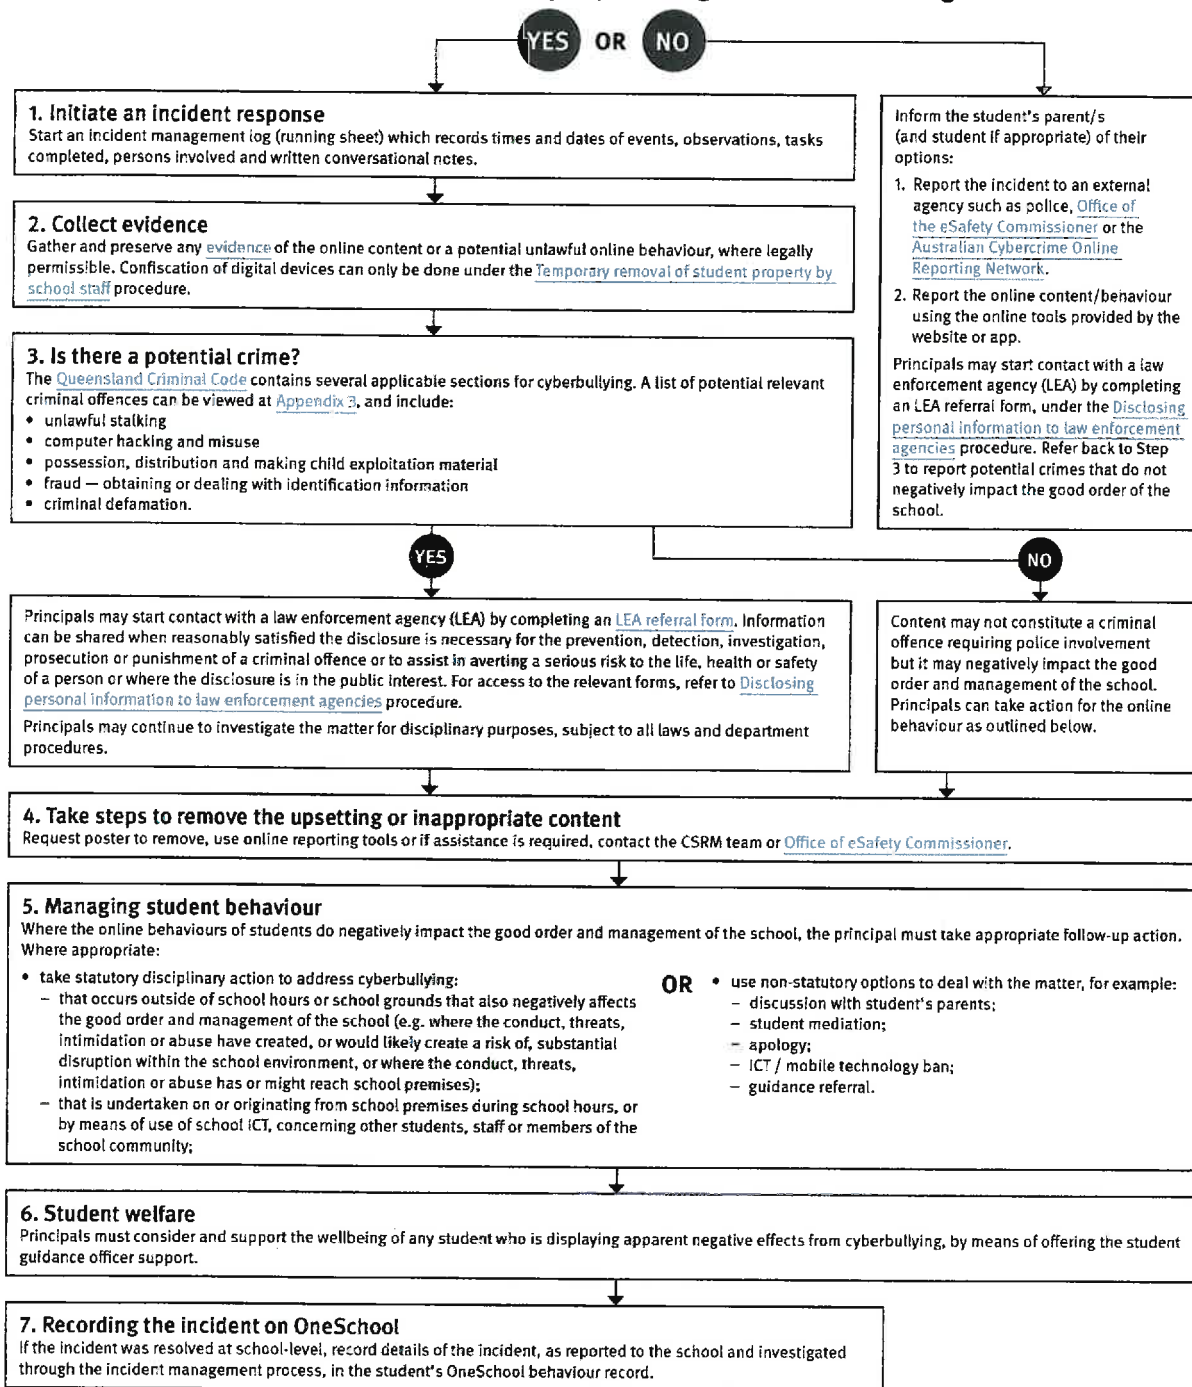 YES OR NO
1. Initiate an incident response
Start an incident management log (running sheet) which records times and dates of events, observations, tasks
completed, persons involved and written conversational notes.
2. Collect evidence
Gather and preserve any evidence of the online content or a potential unlawful online behaviour, where legally
permissible. Confiscation of digital devices can only be done under the Temporary removal of student property by
school staff procedure.
3. Is there a potential crime?
The Queensland Criminal Code contains several applicable sections for cyberbullying. A list of potential relevant
criminal offences can be viewed at Appendix 3, and include:
• unlawful stalking
• computer hacking and misuse
• possession, distribution and making child exploitation material
• fraud — obtaining or dealing with identification information
• criminal defamation.
Inform the student's parent/s
(and student if appropriate) of their
options:
1. Report the incident to an external
agency such as police, Office of
the eSafety Commissioner or the
Australian Cybercrime Online
Reporting Network.
2. Report the online content/behaviour
using the online tools provided by the
website or app.
Principals may start contact with a law
enforcement agency (LEA) by completing
an LEA referral form, under the Disclosing
personal information to law enforcement
agencies procedure. Refer back to Step
3 to report potential crimes that do not
negatively impact the good order of the
school.
YES
NO
Principals may start contact with a law enforcement agency (LEA) by completing an LEA referral form. Information
can be shared when reasonably satisfied the disclosure is necessary for the prevention, detection, investigation,
prosecution or punishment of a criminal offence or to assist in averting a serious risk to the life, health or safety
of a person or where the disclosure is in the public interest. For access to the relevant forms, refer to Disclosing
personal information to law enforcement agencies procedure.
Principals may continue to investigate the matter for disciplinary purposes, subject to all laws and department
procedures.
Content may not constitute a criminal
offence requiring police involvement
but it may negatively impact the good
order and management of the school.
Principals can take action for the online
behaviour as outlined below.
4. Take steps to remove the upsetting or inappropriate content
Request poster to remove, use online reporting tools or if assistance is required, contact the CSRM team or Office of eSafety Commissioner.
5. Managing student behaviour
Where the online behaviours of students do negatively impact the good order and management of the school, the principal must take appropriate follow-up action.
Where appropriate:
• take statutory disciplinary action to address cyberbullying:
– that occurs outside of school hours or school grounds that also negatively affects
the good order and management of the school (e.g. where the conduct, threats,
intimidation or abuse have created, or would likely create a risk of, substantial
disruption within the school environment, or where the conduct, threats,
intimidation or abuse has or might reach school premises);
– that is undertaken on or originating from school premises during school hours, or
by means of use of school ICT, concerning other students, staff or members of the
school community;
OR
• use non-statutory options to deal with the matter, for example:
– discussion with student's parents;
– student mediation;
– apology;
– ICT / mobile technology ban;
– guidance referral.
6. Student welfare
Principals must consider and support the wellbeing of any student who is displaying apparent negative effects from cyberbullying, by means of offering the student
guidance officer support.
7. Recording the incident on OneSchool
If the incident was resolved at school-level, record details of the incident, as reported to the school and investigated
through the incident management process, in the student's OneSchool behaviour record.